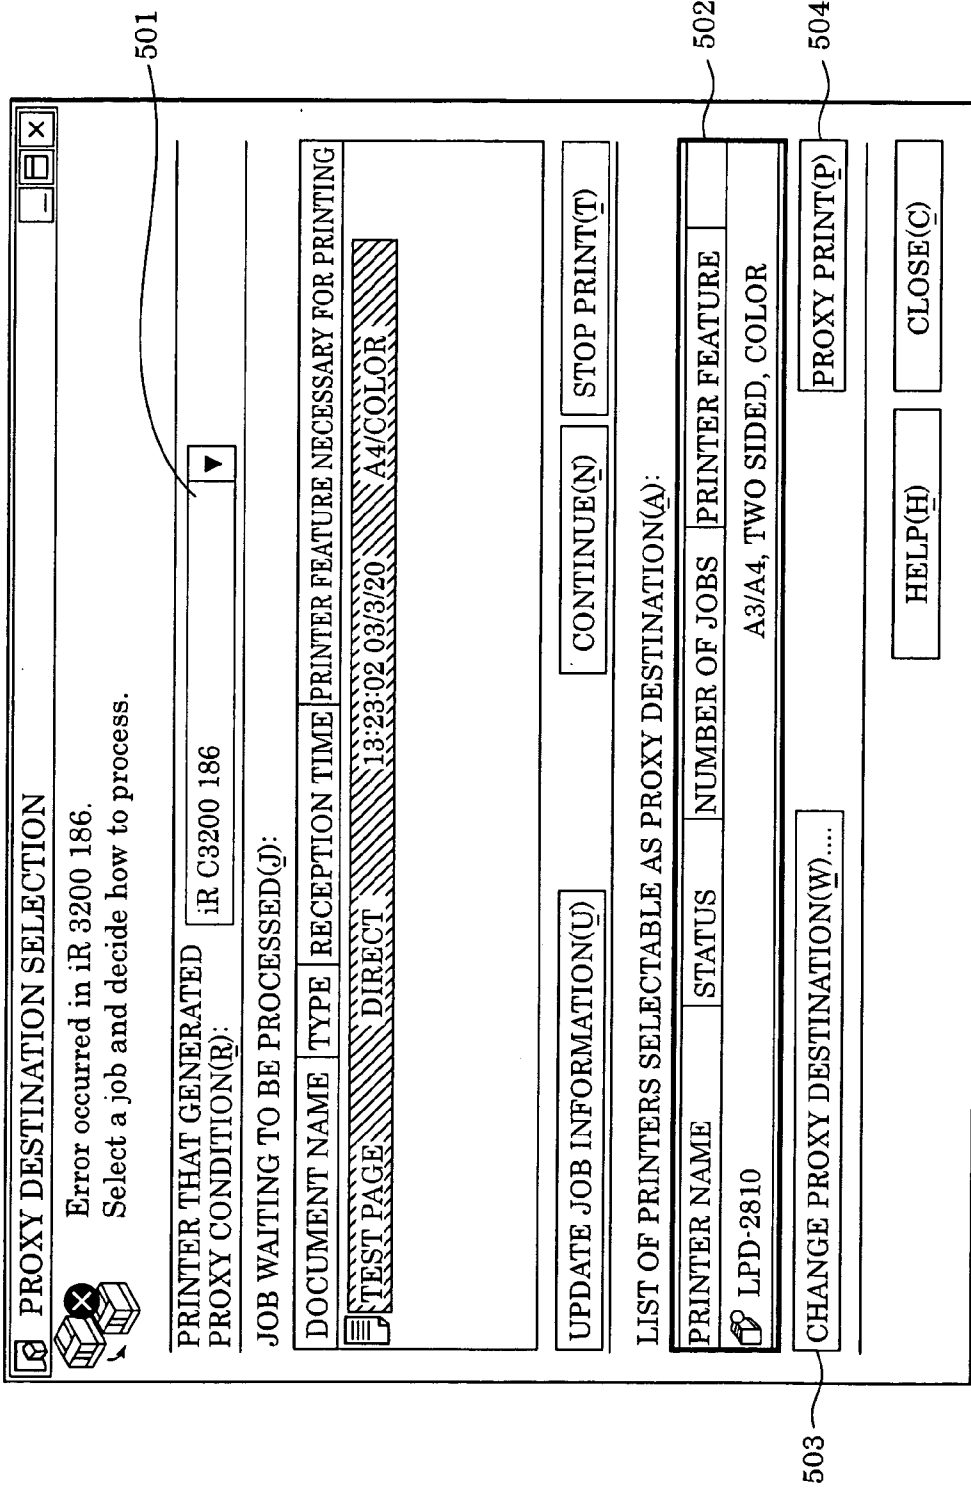 PROXY DESTINATION SELECTION
Error occurred in iR 3200 186.
Select a job and decide how to process.
PRINTER THAT GENERATED
PROXY CONDITION(R):
iR C3200 186
501
JOB WAITING TO BE PROCESSED(J):
DOCUMENT NAME TYPE RECEPTION TIME PRINTER FEATURE NECESSARY FOR PRINTING
TEST PAGE DIRECT 13:23:02 03/3/20 A4/COLOR
UPDATE JOB INFORMATION(U) CONTINUE(N) STOP PRINT(T)
LIST OF PRINTERS SELECTABLE AS PROXY DESTINATION(A):
PRINTER NAME STATUS NUMBER OF JOBS PRINTER FEATURE
502
LPD-2810 A3/A4, TWO SIDED, COLOR
503
CHANGE PROXY DESTINATION(W).... PROXY PRINT(P)
504
HELP(H) CLOSE(C)